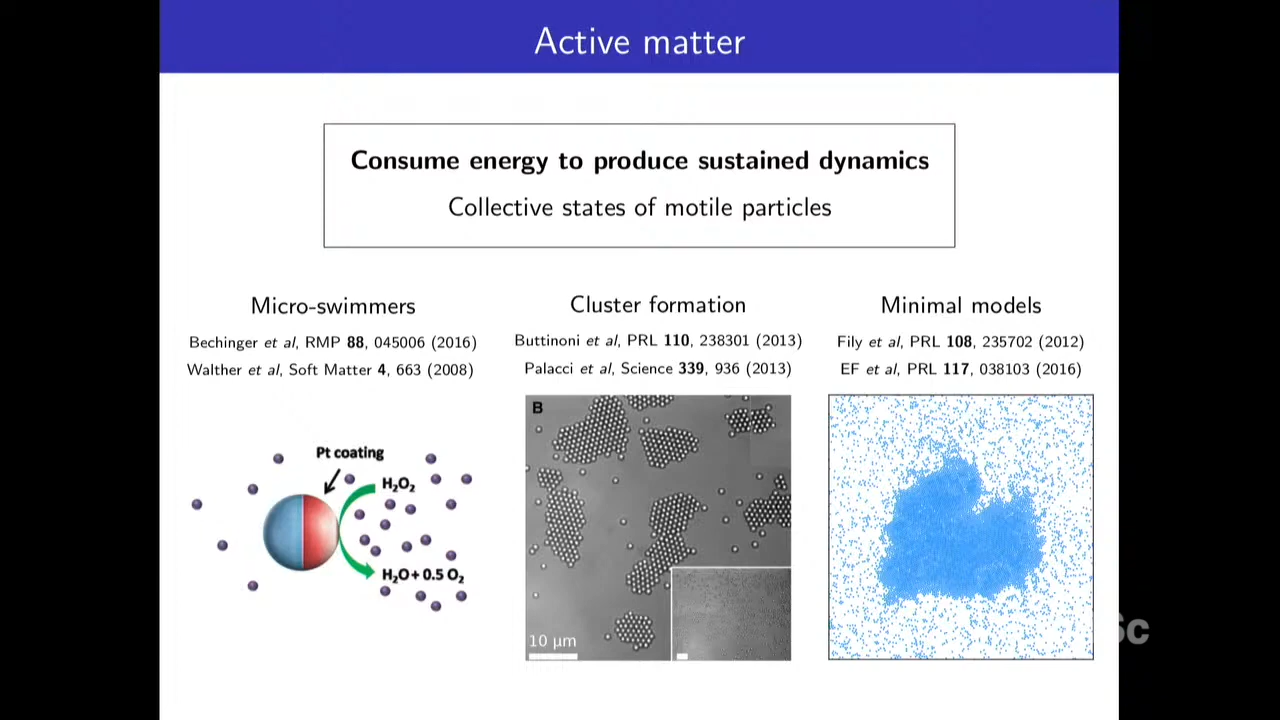 Active matter
Consume energy to produce sustained dynamics
Collective states of motile particles
Micro-swimmers
Bechinger et al, RMP 88, 045006 (2016)
Walther et al, Soft Matter 4, 663 (2008)
Pt coating
H₂O₂
H₂O + 0.5 O₂
Cluster formation
Buttinoni et al, PRL 110, 238301 (2013)
Palacci et al, Science 339, 936 (2013)
B
10 µm
Minimal models
Fily et al, PRL 108, 235702 (2012)
EF et al, PRL 117, 038103 (2016)